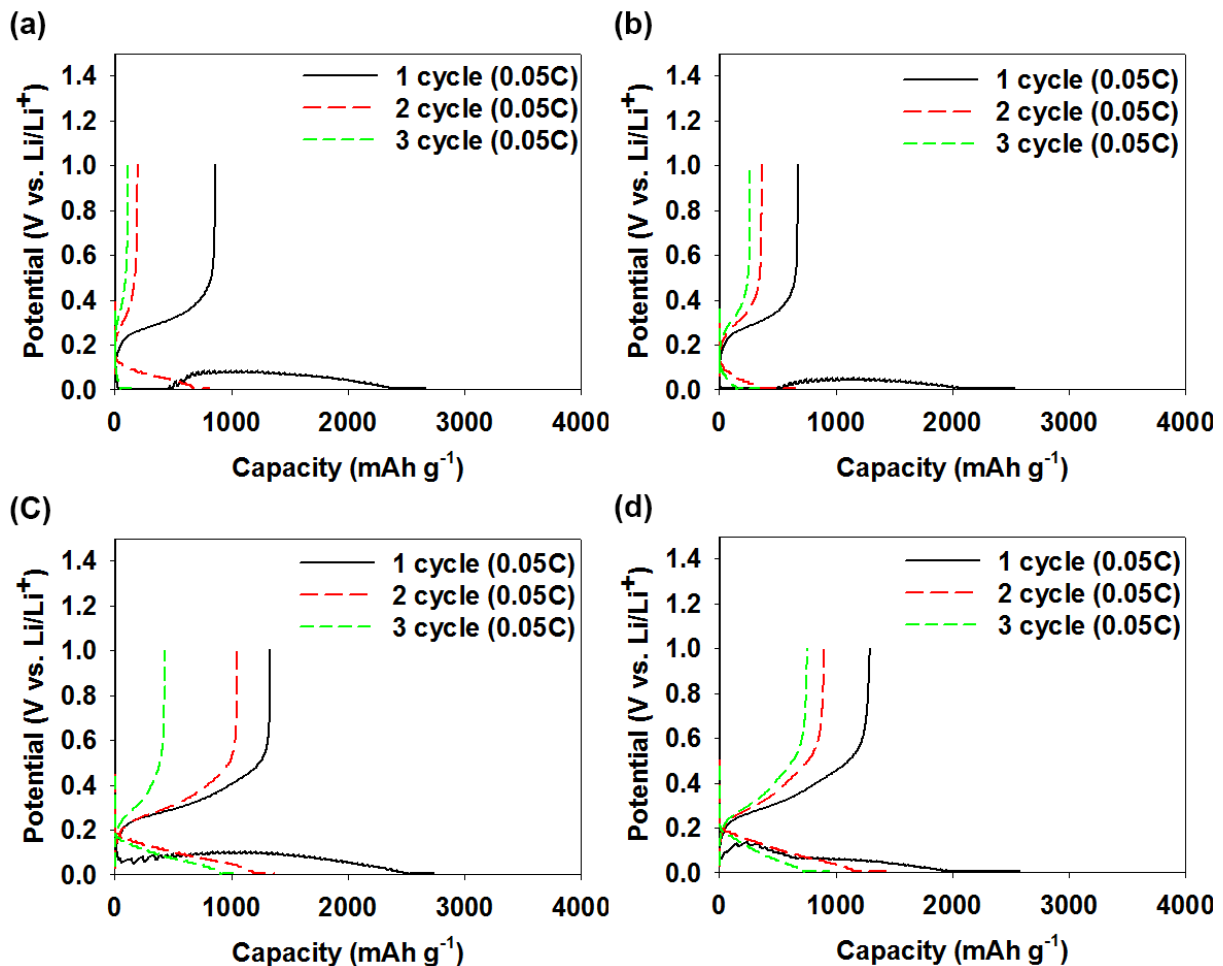 (a)
Potential (V vs. Li/Li⁺)
1.4
1.2
1.0
0.8
0.6
0.4
0.2
0.0
1 cycle (0.05C)
2 cycle (0.05C)
3 cycle (0.05C)
0 1000 2000 3000 4000
Capacity (mAh g⁻¹)
(b)
Potential (V vs. Li/Li⁺)
1.4
1.2
1.0
0.8
0.6
0.4
0.2
0.0
1 cycle (0.05C)
2 cycle (0.05C)
3 cycle (0.05C)
0 1000 2000 3000 4000
Capacity (mAh g⁻¹)
(C)
Potential (V vs. Li/Li⁺)
1.4
1.2
1.0
0.8
0.6
0.4
0.2
0.0
1 cycle (0.05C)
2 cycle (0.05C)
3 cycle (0.05C)
0 1000 2000 3000 4000
Capacity (mAh g⁻¹)
(d)
Potential (V vs. Li/Li⁺)
1.4
1.2
1.0
0.8
0.6
0.4
0.2
0.0
1 cycle (0.05C)
2 cycle (0.05C)
3 cycle (0.05C)
0 1000 2000 3000 4000
Capacity (mAh g⁻¹)